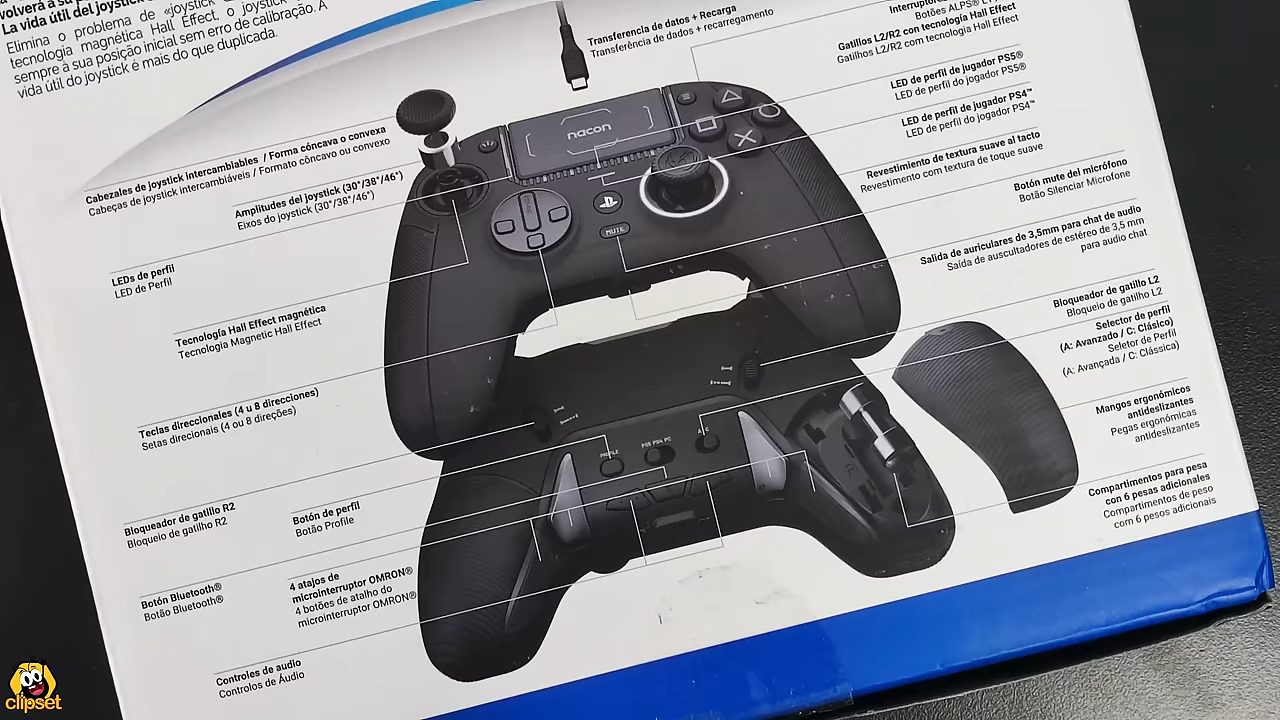 volverá a su
La vida útil del joystick
Elimina o problema de «joystick
tecnologia magnética Hall Effect, o joystick
sempre à sua posição inicial sem erro de calibração. A
vida útil do joystick é mais do que duplicada.
Transferencia de datos + Recarga
Transferência de dados + recarregamento
Interruptores
Botões ALPS®
Gatillos L2/R2 con tecnología Hall Effect
Gatilhos L2/R2 com tecnologia Hall Effect
LED de perfil de jugador PS5®
LED de perfil do jogador PS5®
LED de perfil de jugador PS4™
LED de perfil do jogador PS4™
Revestimiento de textura suave al tacto
Revestimento com textura de toque suave
Botón mute del micrófono
Botão Silenciar Microfone
Salida de auriculares de 3,5mm para chat de audio
Saída de auscultadores de estéreo de 3,5 mm
para audio chat
Bloqueador de gatillo L2
Bloqueio de gatilho L2
Selector de perfil
(A: Avanzado / C: Clásico)
Seletor de Perfil
(A: Avançada / C: Clássica)
Mangos ergonómicos
antideslizantes
Pegas ergonómicas
antideslizantes
Compartimentos para pesa
con 6 pesas adicionales
Compartimentos de peso
com 6 pesos adicionais
Cabezales de joystick intercambiables / Forma cóncava o convexa
Cabeças de joystick intercambiáveis / Formato côncavo ou convexo
Amplitudes del joystick (30°/38°/46°)
Eixos do joystick (30°/38°/46°)
LEDs de perfil
LED de Perfil
Tecnología Hall Effect magnética
Tecnologia Magnetic Hall Effect
Teclas direccionales (4 u 8 direcciones)
Setas direcionais (4 ou 8 direções)
Bloqueador de gatillo R2
Bloqueio de gatilho R2
Botón de perfil
Botão Profile
Botón Bluetooth®
Botão Bluetooth®
4 atajos de
microinterruptor OMRON®
4 botões de atalho do
microinterruptor OMRON®
Controles de audio
Controlos de Áudio
nacon
MUTE
PROFILE
PS5 PS4 PC
A C
clipset